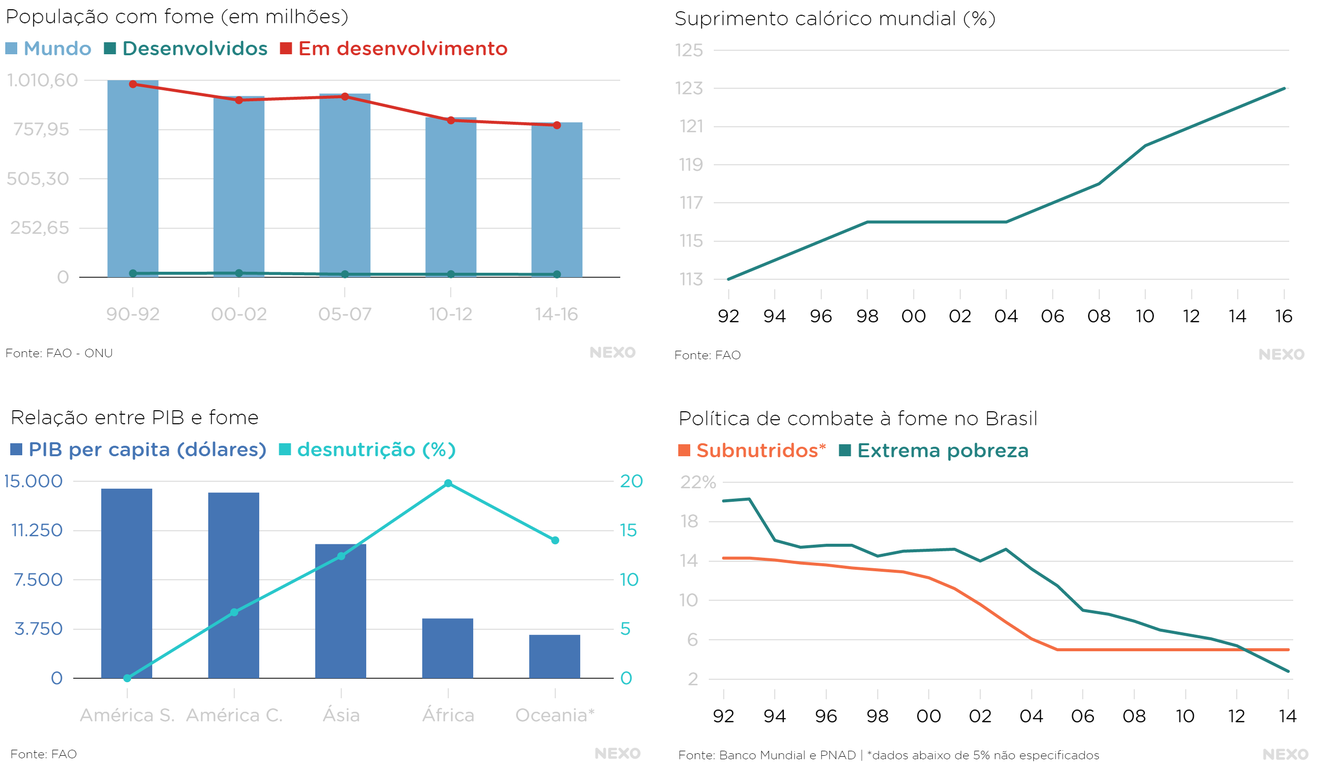 População com fome (em milhões)
Mundo Desenvolvidos Em desenvolvimento
1.010,60
757,95
505,30
252,65
0
90-92 00-02 05-07 10-12 14-16
Fonte: FAO - ONU NEXO
Suprimento calórico mundial (%)
125
123
121
119
117
115
113
92 94 96 98 00 02 04 06 08 10 12 14 16
Fonte: FAO NEXO
Relação entre PIB e fome
PIB per capita (dólares) desnutrição (%)
15.000 20
11.250 15
7.500 10
3.750 5
0 0
América S. América C. Ásia África Oceania*
Fonte: FAO NEXO
Política de combate à fome no Brasil
Subnutridos* Extrema pobreza
22%
18
14
10
6
2
92 94 96 98 00 02 04 06 08 10 12 14
Fonte: Banco Mundial e PNAD | *dados abaixo de 5% não especificados NEXO